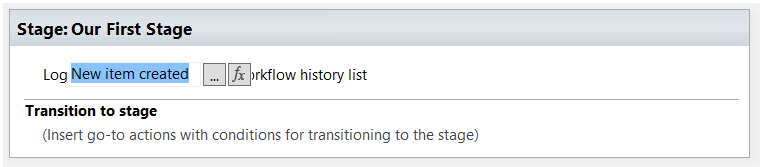 Stage: Our First Stage
Log New item created ... fx orkflow history list
Transition to stage
(Insert go-to actions with conditions for transitioning to the stage)